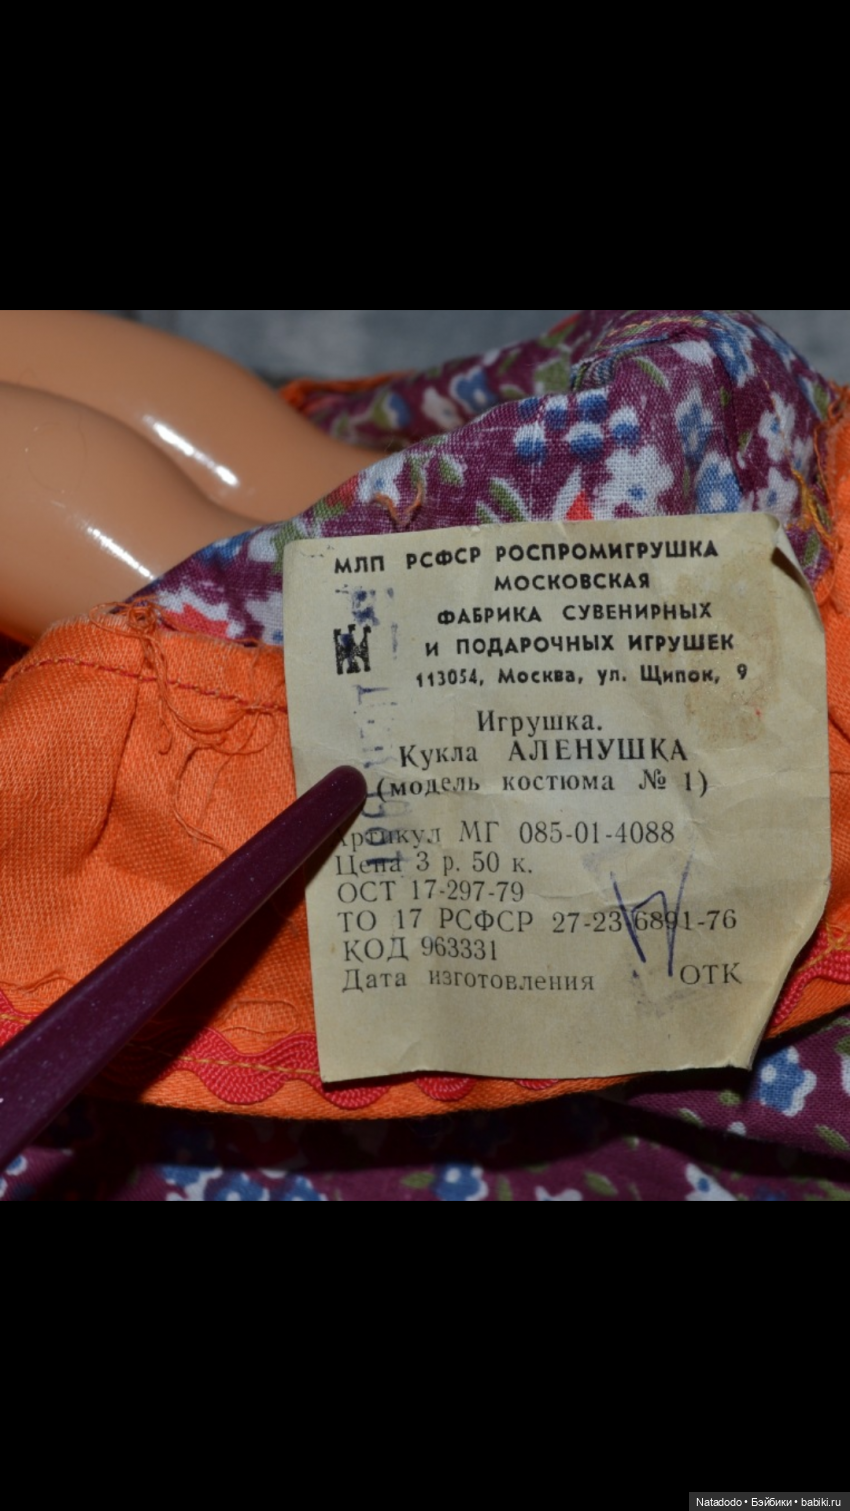 МЛП РСФСР РОСПРОМИГРУШКА
МОСКОВСКАЯ
ФАБРИКА СУВЕНИРНЫХ
И ПОДАРОЧНЫХ ИГРУШЕК
113054, Москва, ул. Щипок, 9
Игрушка.
Кукла АЛЕНУШКА
(модель костюма № 1)
Артикул МГ 085-01-4088
Цена 3 р. 50 к.
ОСТ 17-297-79
ТО 17 РСФСР 27-23-6891-76
КОД 963331
Дата изготовления ОТК
Natadodo • Бэйбики • babiki.ru